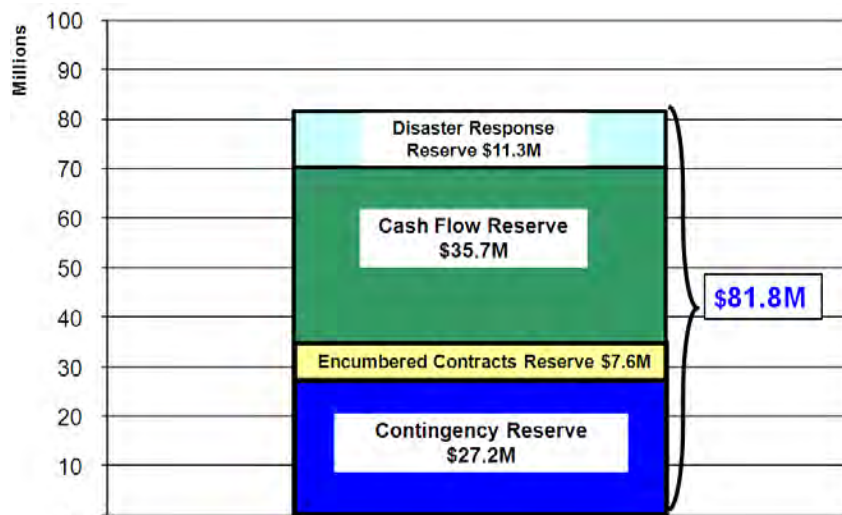 Millions
100
90
80
70
60
50
40
30
20
10
Disaster Response
Reserve $11.3M
Cash Flow Reserve
$35.7M
$81.8M
Encumbered Contracts Reserve $7.6M
Contingency Reserve
$27.2M